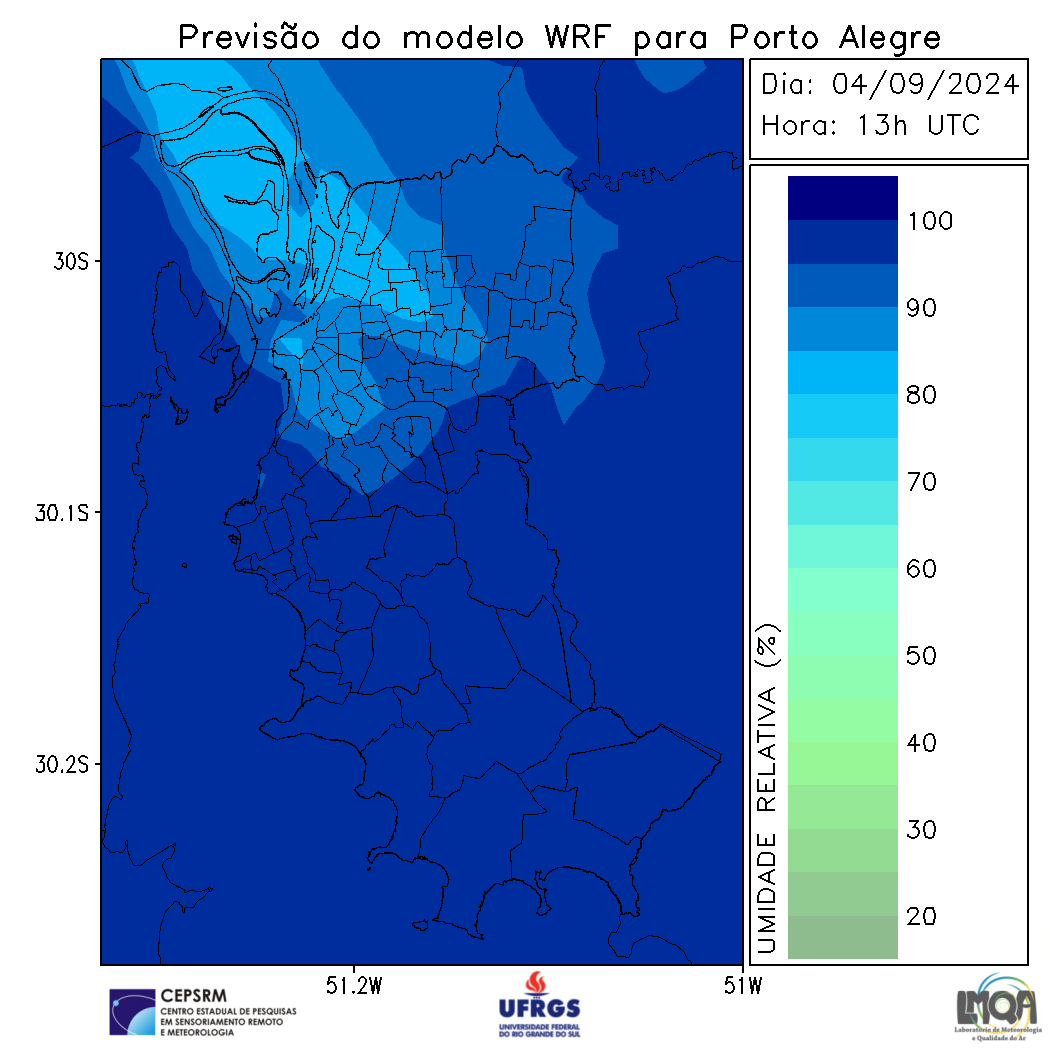 Previsão do modelo WRF para Porto Alegre
Dia: 04/09/2024
Hora: 13h UTC
30S
30.1S
30.2S
51.2W
51W
100
90
80
70
60
50
40
30
20
UMIDADE RELATIVA (%)
CEPSRM
CENTRO ESTADUAL DE PESQUISAS
EM SENSORIAMENTO REMOTO
E METEOROLOGIA
UFRGS
UNIVERSIDADE FEDERAL
DO RIO GRANDE DO SUL
LMQA
Laboratório de Meteorologia
e Qualidade do Ar